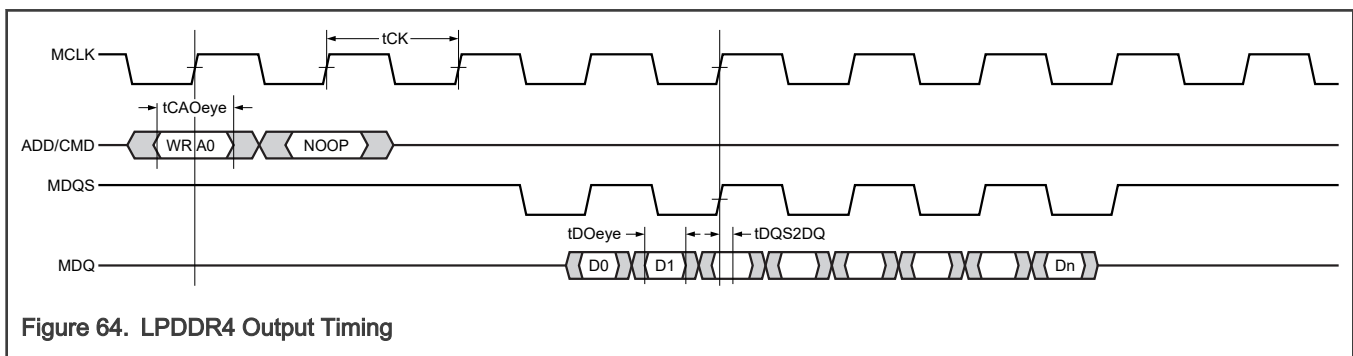 tCK
MCLK
tCAOeye
ADD/CMD WR A0 NOOP
MDQS
tDOeye tDQS2DQ
MDQ D0 D1 Dn
Figure 64. LPDDR4 Output Timing